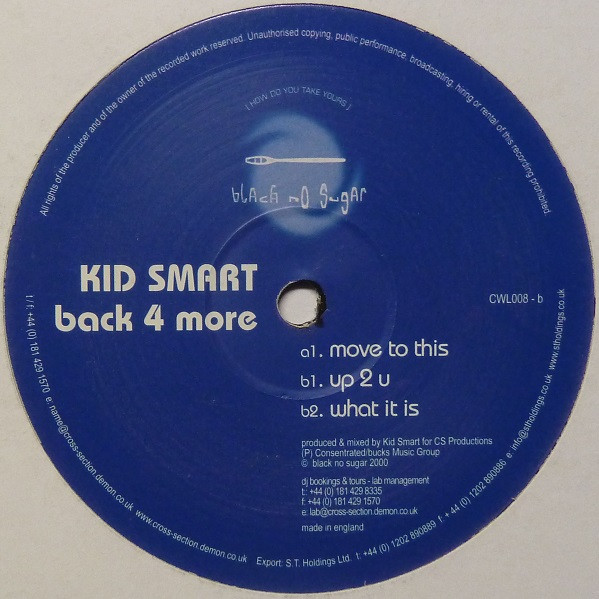 All rights of the producer and of the owner of the recorded work reserved. Unauthorised copying, public performance, broadcasting, hiring or rental of this recording prohibited.
[ HOW DO YOU TAKE YOURS ]
black no sugar
KID SMART
back 4 more
CWL008 - b
a1. move to this
b1. up 2 u
b2. what it is
produced & mixed by Kid Smart for CS Productions
(P) Consentrated/bucks Music Group
© black no sugar 2000
dj bookings & tours - lab management
t: +44 (0) 181 429 8335
f: +44 (0) 181 429 1570
e: lab@cross-section.demon.co.uk
made in england
t / f: +44 (0) 181 429 1570 e: name@cross-section.demon.co.uk www.cross-section.demon.co.uk
Export: S.T. Holdings Ltd. t: +44 (0) 1202 890889 f: + 44 (0) 1202 890886 e: info@stholdings.co.uk www.stholdings.co.uk